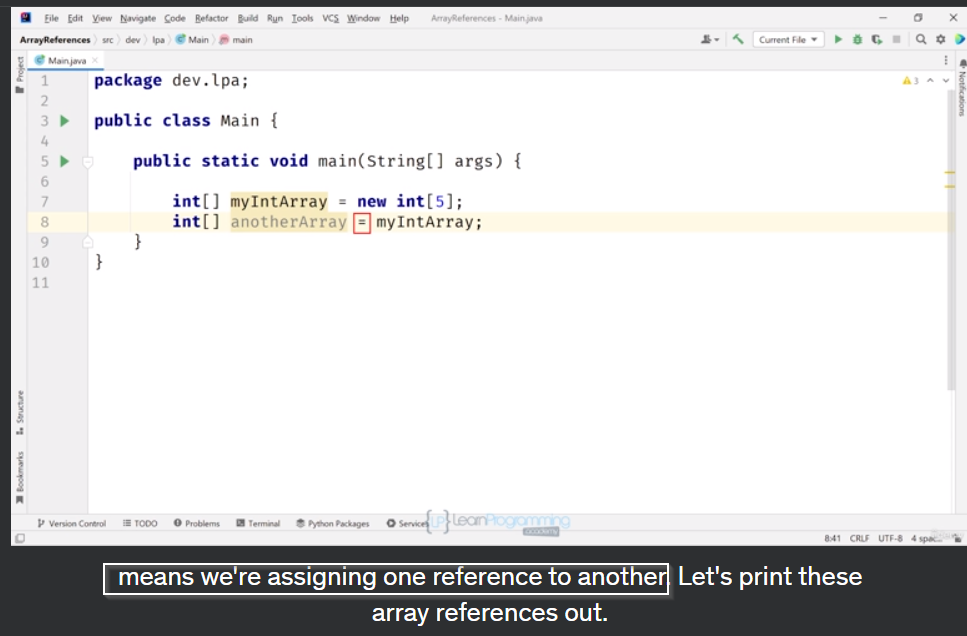 File Edit View Navigate Code Refactor Build Run Tools VCS Window Help ArrayReferences - Main.java
ArrayReferences src dev lpa Main main Current File
Main.java
Project
3
Notifications
1 package dev.lpa;
2
3 public class Main {
4
5 public static void main(String[] args) {
6
7 int[] myIntArray = new int[5];
8 int[] anotherArray = myIntArray;
9 }
10 }
11
Structure
Bookmarks
Version Control TODO Problems Terminal Python Packages Services
LearnProgramming
academy
8:41 CRLF UTF-8 4 spac...
means we're assigning one reference to another. Let's print these
array references out.